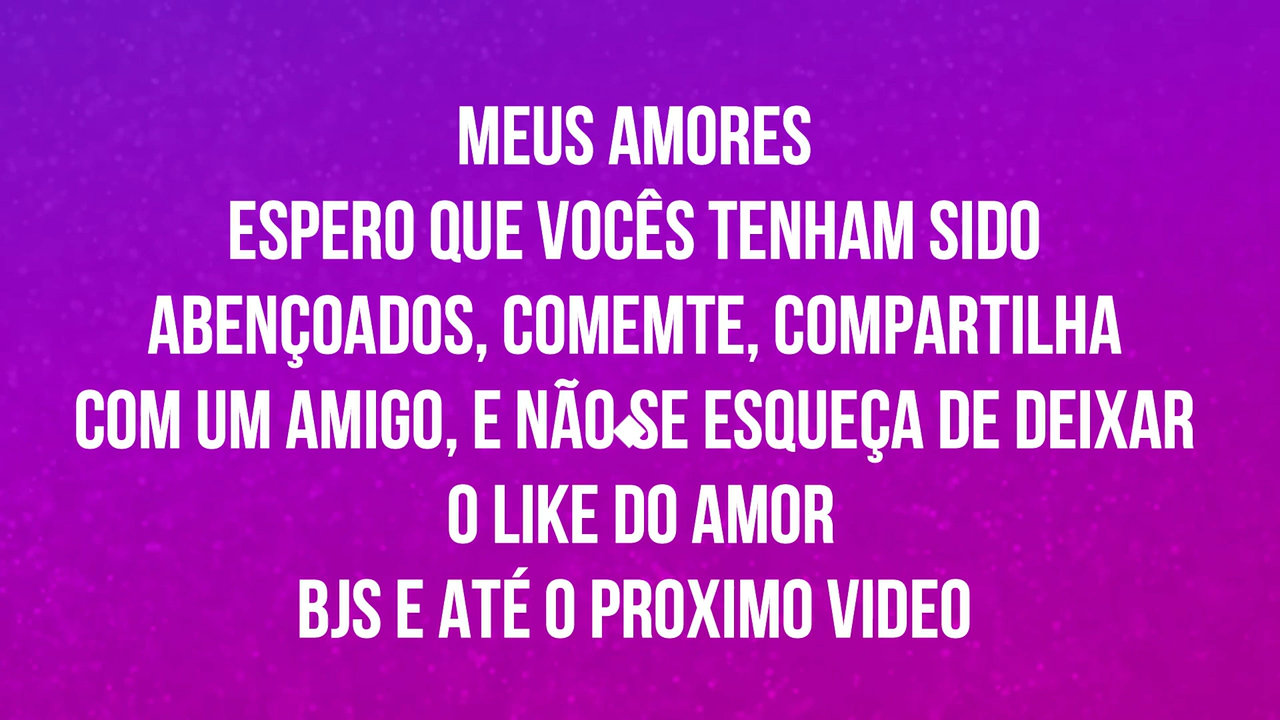 MEUS AMORES
ESPERO QUE VOCÊS TENHAM SIDO
ABENÇOADOS, COMEMTE, COMPARTILHA
COM UM AMIGO, E NÃO SE ESQUEÇA DE DEIXAR
O LIKE DO AMOR
BJS E ATÉ O PROXIMO VIDEO